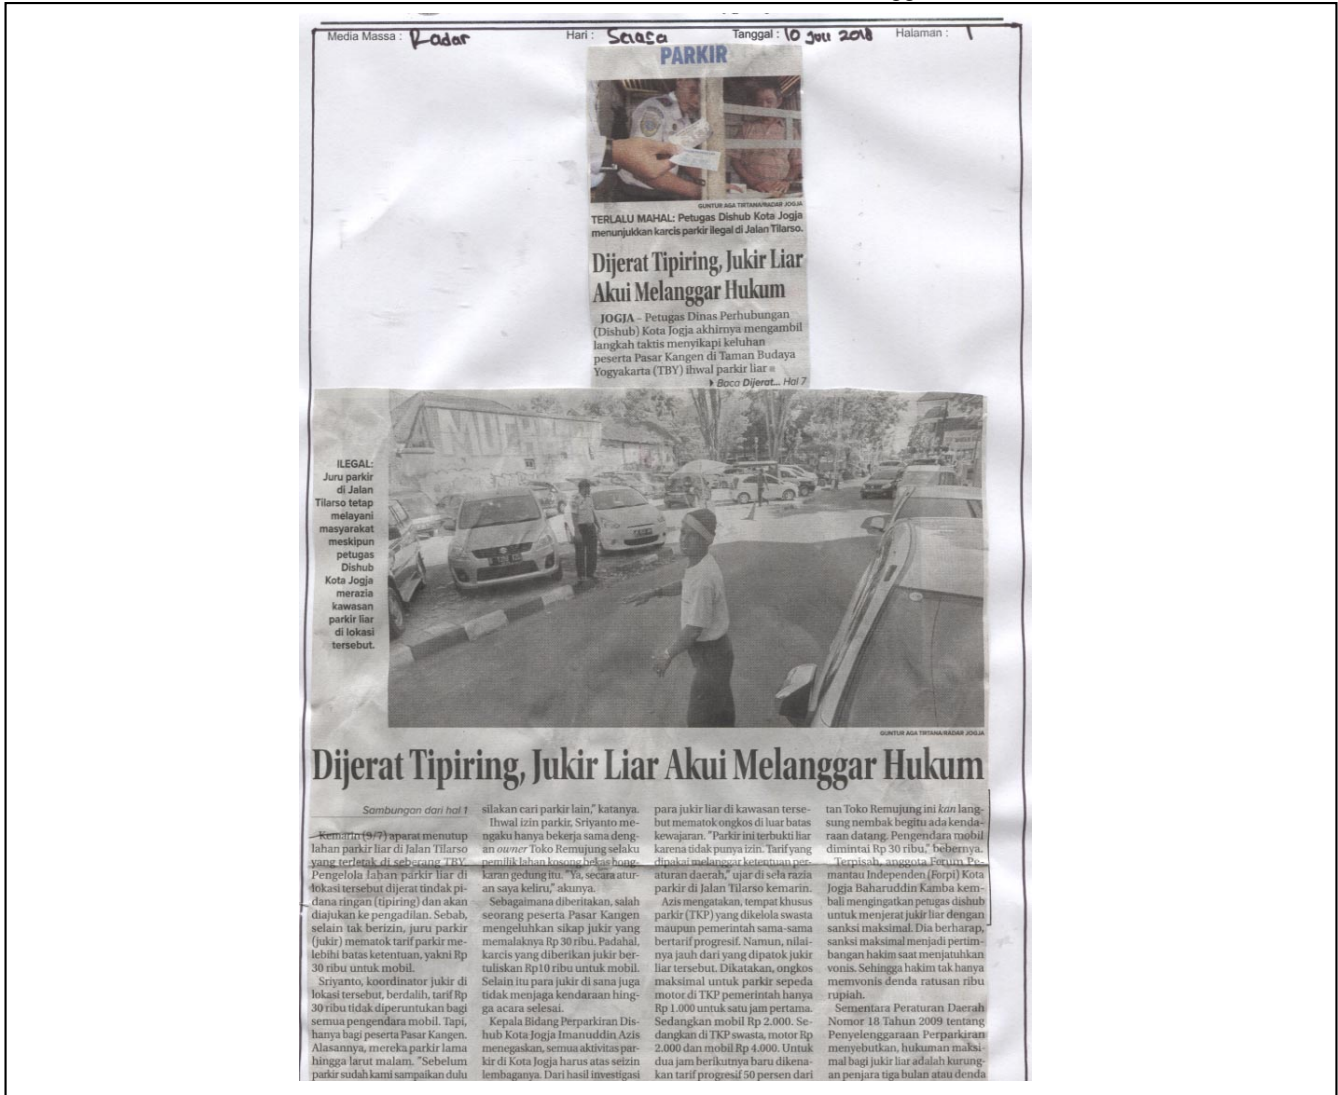 Media Massa : Radar Hari : Selasa Tanggal : 10 Juli 2018 Halaman : 1
PARKIR
GUNTUR AGA TIRTANA/RADAR JOGJA
TERLALU MAHAL: Petugas Dishub Kota Jogja
menunjukkan karcis parkir ilegal di Jalan Tilarso.
Dijerat Tipiring, Jukir Liar
Akui Melanggar Hukum
JOGJA - Petugas Dinas Perhubungan
(Dishub) Kota Jogja akhirnya mengambil
langkah taktis menyikapi keluhan
peserta Pasar Kangen di Taman Budaya
Yogyakarta (TBY) ihwal parkir liar
Baca Dijerat... Hal 7
ILEGAL:
Juru parkir
di Jalan
Tilarso tetap
melayani
masyarakat
meskipun
petugas
Dishub
Kota Jogja
merazia
kawasan
parkir liar
di lokasi
tersebut.
GUNTUR AGA TIRTANA/RADAR JOGJA
Dijerat Tipiring, Jukir Liar Akui Melanggar Hukum
Sambungan dari hal 1
Kemarin (9/7) aparat menutup
lahan parkir liar di Jalan Tilarso
yang terletak di seberang TBY.
Pengelola lahan parkir liar di
lokasi tersebut dijerat tindak pi-
dana ringan (tipiring) dan akan
diajukan ke pengadilan. Sebab,
selain tak berizin, juru parkir
(jukir) mematok tarif parkir me-
lebihi batas ketentuan, yakni Rp
30 ribu untuk mobil.
Sriyanto, koordinator jukir di
lokasi tersebut, berdalih, tarif Rp
30 ribu tidak diperuntukan bagi
semua pengendara mobil. Tapi,
hanya bagi peserta Pasar Kangen.
Alasannya, mereka parkir lama
hingga larut malam. "Sebelum
parkir sudah kami sampaikan dulu
silakan cari parkir lain," katanya.
Ihwal izin parkir, Sriyanto me-
ngaku hanya bekerja sama deng-
an owner Toko Remujung selaku
pemilik lahan kosong bekas bong-
karan gedung itu. "Ya, secara atur-
an saya keliru," akunya.
Sebagaimana diberitakan, salah
seorang peserta Pasar Kangen
mengeluhkan sikap jukir yang
memalaknya Rp 30 ribu. Padahal,
karcis yang diberikan jukir ber-
tuliskan Rp10 ribu untuk mobil.
Selain itu para jukir di sana juga
tidak menjaga kendaraan hing-
ga acara selesai.
Kepala Bidang Perparkiran Dis-
hub Kota Jogja Imanuddin Azis
menegaskan, semua aktivitas par-
kir di Kota Jogja harus atas seizin
lembaganya. Dari hasil investigasi
para jukir liar di kawasan terse-
but mematok ongkos di luar batas
kewajaran. "Parkir ini terbukti liar
karena tidak punya izin. Tarif yang
dipakai melanggar ketentuan per-
aturan daerah," ujar di sela razia
parkir di Jalan Tilarso kemarin.
Azis mengatakan, tempat khusus
parkir (TKP) yang dikelola swasta
maupun pemerintah sama-sama
bertarif progresif. Namun, nilai-
nya jauh dari yang dipatok jukir
liar tersebut. Dikatakan, ongkos
maksimal untuk parkir sepeda
motor di TKP pemerintah hanya
Rp 1.000 untuk satu jam pertama.
Sedangkan mobil Rp 2.000. Se-
dangkan di TKP swasta, motor Rp
2.000 dan mobil Rp 4.000. Untuk
dua jam berikutnya baru dikena-
kan tarif progresif 50 persen dari
tan Toko Remujung ini kan lang-
sung nembak begitu ada kenda-
raan datang. Pengendara mobil
dimintai Rp 30 ribu," bebernya.
Terpisah, anggota Forum Pe-
mantau Independen (Forpi) Kota
Jogja Baharuddin Kamba kem-
bali mengingatkan petugas dishub
untuk menjerat jukir liar dengan
sanksi maksimal. Dia berharap,
sanksi maksimal menjadi pertim-
bangan hakim saat menjatuhkan
vonis. Sehingga hakim tak hanya
memvonis denda ratusan ribu
rupiah.
Sementara Peraturan Daerah
Nomor 18 Tahun 2009 tentang
Penyelenggaraan Perparkiran
menyebutkan, hukuman maksi-
mal bagi jukir liar adalah kurung-
an penjara tiga bulan atau denda